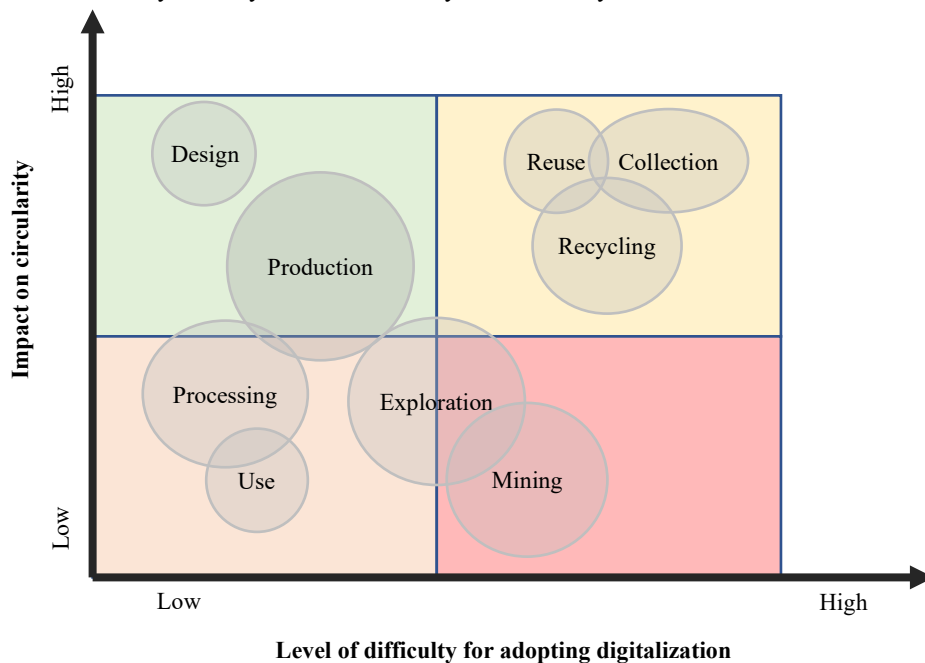 High
Impact on circularity
Low
Design
Reuse
Collection
Production
Recycling
Processing
Exploration
Use
Mining
Low
High
Level of difficulty for adopting digitalization